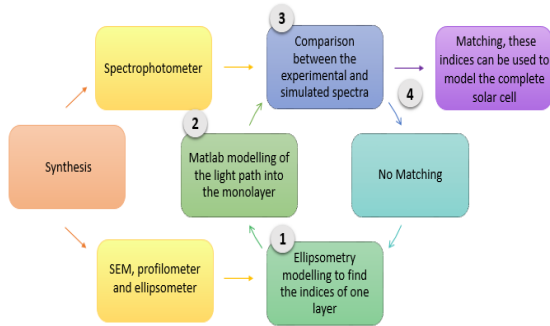 3
Spectrophotometer
Comparison
between the
experimental and
simulated spectra
Matching, these
indices can be used to
model the complete
solar cell
4
2
Synthesis
Matlab modelling of
the light path into
the monolayer
No Matching
1
SEM, profilometer
and ellipsometer
Ellipsometry
modelling to find
the indices of one
layer